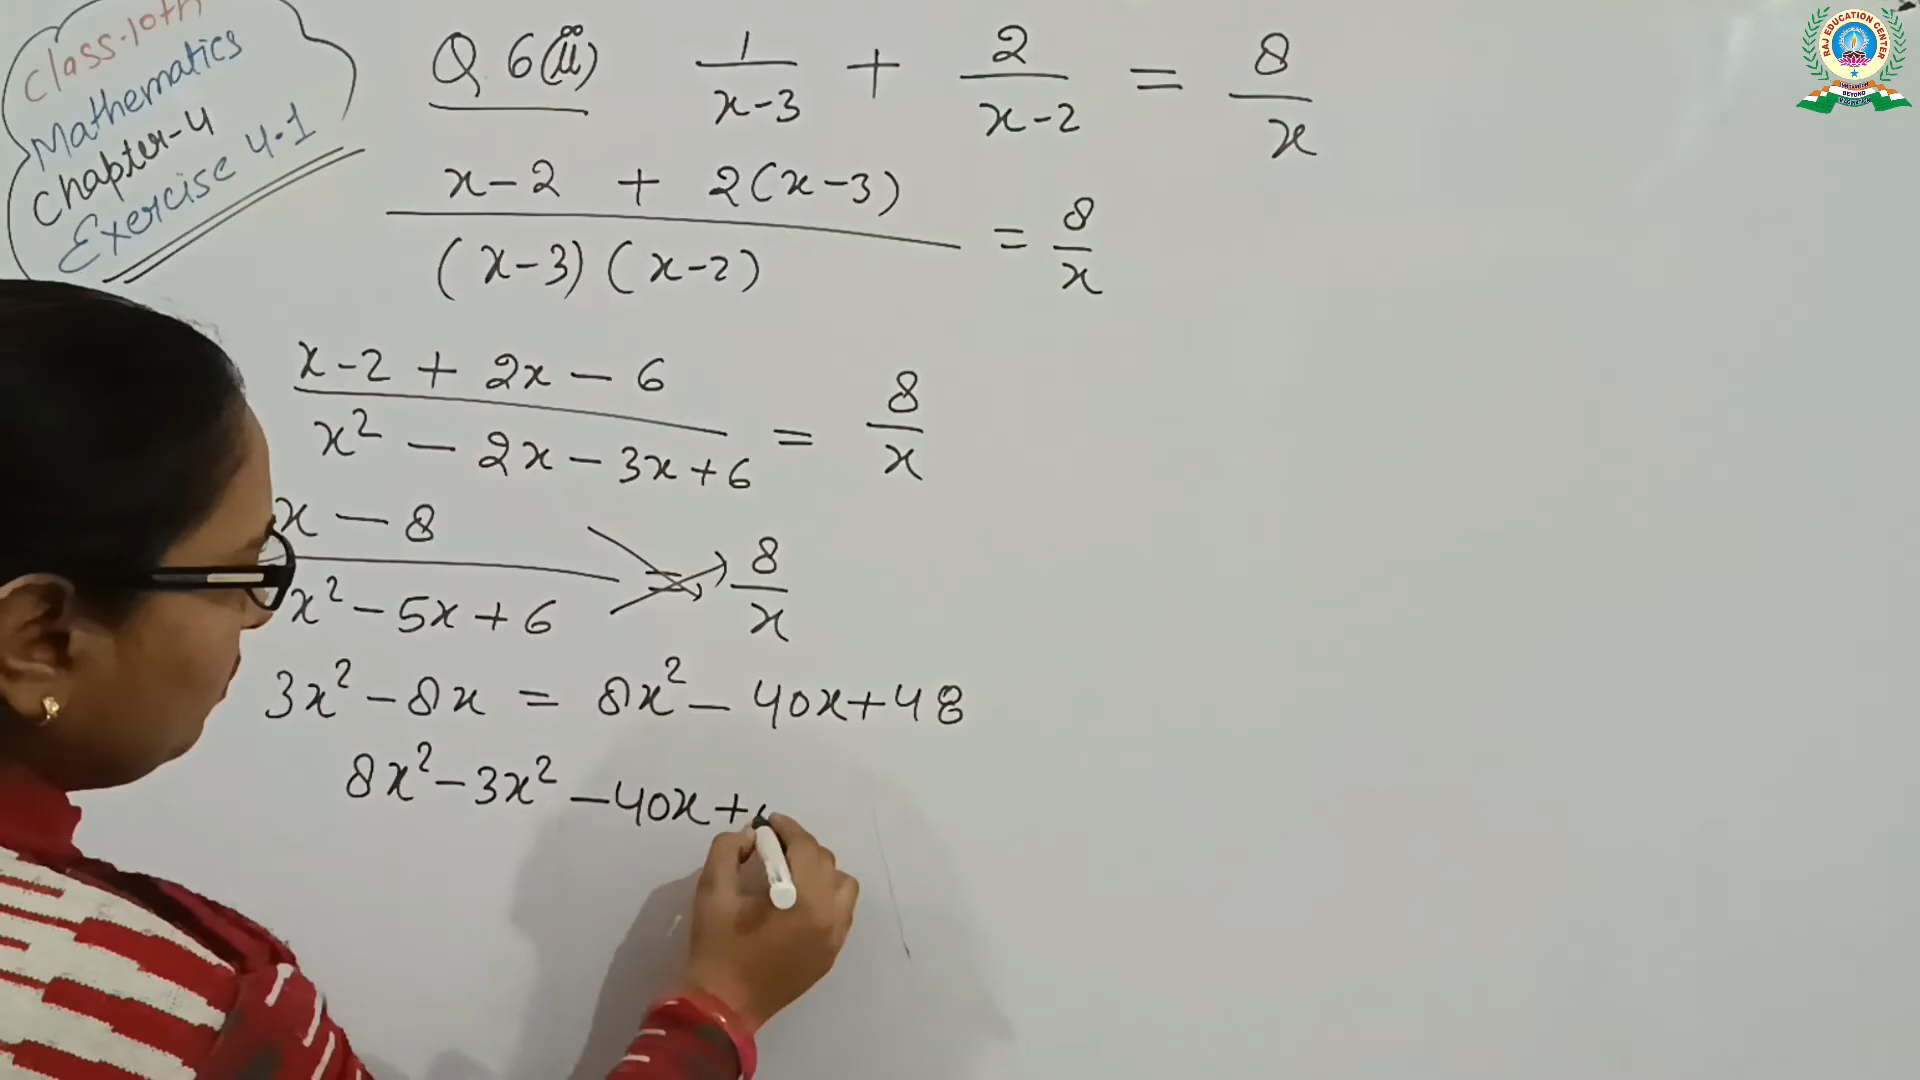 Class-10th
Mathematics
Chapter-4
Exercise 4.1
Q 6(ii) 1/(x-3) + 2/(x-2) = 8/x
(x-2 + 2(x-3))/((x-3)(x-2)) = 8/x
(x-2 + 2x - 6)/(x² - 2x - 3x + 6) = 8/x
(x - 8)/(x² - 5x + 6) = 8/x
3x² - 8x = 8x² - 40x + 48
8x² - 3x² - 40x +
RAJ EDUCATION CENTER